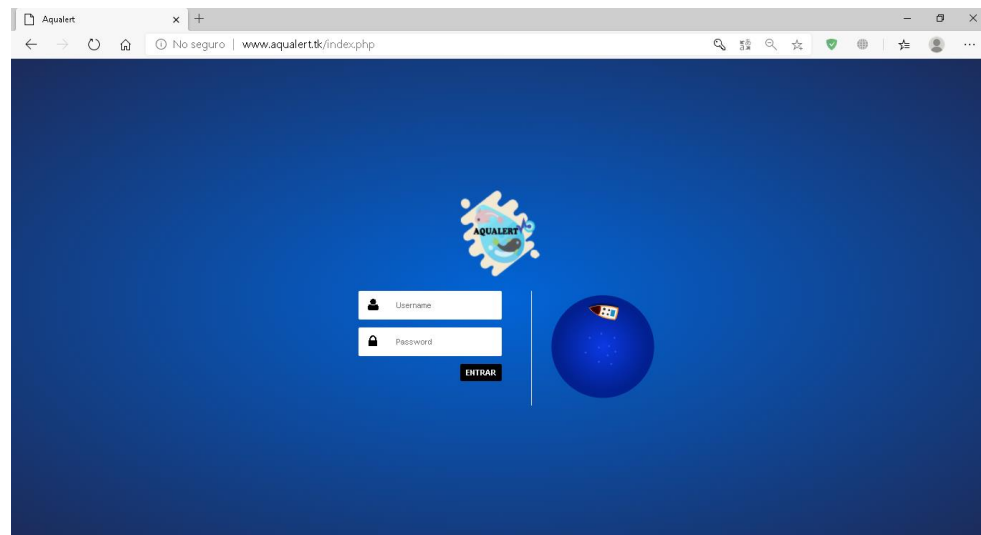 Aqualert
No seguro | www.aqualert.tk/index.php
AQUALERT
Username
Password
ENTRAR